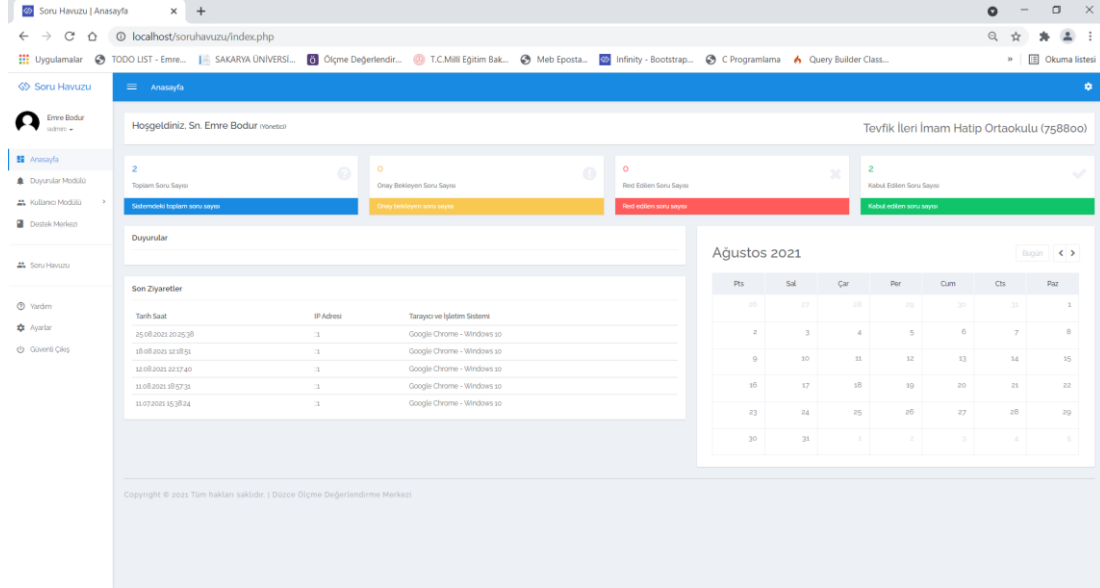 Soru Havuzu | Anasayfa
localhost/soruhavuzu/index.php
Uygulamalar TODO LIST - Emre... SAKARYA ÜNİVERSİ... Ölçme Değerlendir... T.C.Millî Eğitim Bak... Meb Eposta... Infinity - Bootstrap... C Programlama Query Builder Class... » Okuma listesi
Soru Havuzu
Anasayfa
Emre Bodur
Hoşgeldiniz, Sn. Emre Bodur (Yönetici)
Tevfik İleri İmam Hatip Ortaokulu (758800)
Anasayfa
Duyurular Modülü
Kullanıcı Modülü
Destek Merkezi
Soru Havuzu
Yardım
Ayarlar
Güvenli Çıkış
2
Toplam Soru Sayısı
Sistemdeki toplam soru sayısı
0
Onay Bekleyen Soru Sayısı
Onay bekleyen soru sayısı
0
Red Edilen Soru Sayısı
Red edilen soru sayısı
2
Kabul Edilen Soru Sayısı
Kabul edilen soru sayısı
Duyurular
Son Ziyaretler
Tarih Saat IP Adresi Tarayıcı ve İşletim Sistemi
25.08.2021 20:25:38 ::1 Google Chrome - Windows 10
18.08.2021 12:18:51 ::1 Google Chrome - Windows 10
12.08.2021 22:17:40 ::1 Google Chrome - Windows 10
11.08.2021 18:57:31 ::1 Google Chrome - Windows 10
11.07.2021 15:38:24 ::1 Google Chrome - Windows 10
Ağustos 2021
Bugün
Pts Sal Çar Per Cum Cts Paz
26 27 28 29 30 31 1
2 3 4 5 6 7 8
9 10 11 12 13 14 15
16 17 18 19 20 21 22
23 24 25 26 27 28 29
30 31 1 2 3 4 5
Copyright © 2021 Tüm hakları saklıdır. | Düzce Ölçme Değerlendirme Merkezi